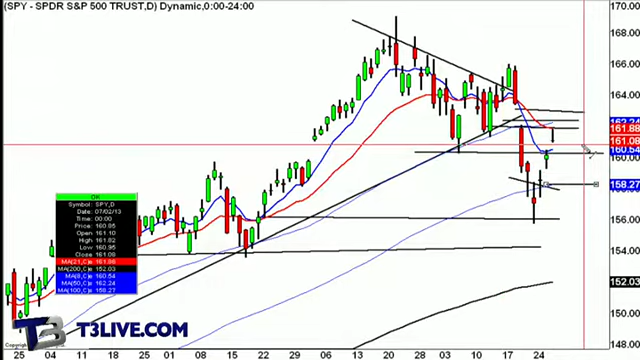 (SPY - SPDR S&P 500 TRUST,D) Dynamic,0:00-24:00
170.00
168.00
166.00
164.00
162.24
161.88
161.08
160.54
160.00
158.27
156.00
154.00
152.03
150.00
148.00
OK
Symbol: SPY,D
Date: 07/02/13
Time: 00:00
Price: 160.85
Open 161.10
High 161.82
Low 160.95
Close 161.08
MA(21,C)= 161.88
MA(200,C)= 152.03
MA(8,C)= 160.54
MA(50,C)= 162.24
MA(100,C)= 158.27
T3 T3LIVE.COM
25 04 11 18 25 01 08 15 22 29 06 13 20 28 03 10 17 24